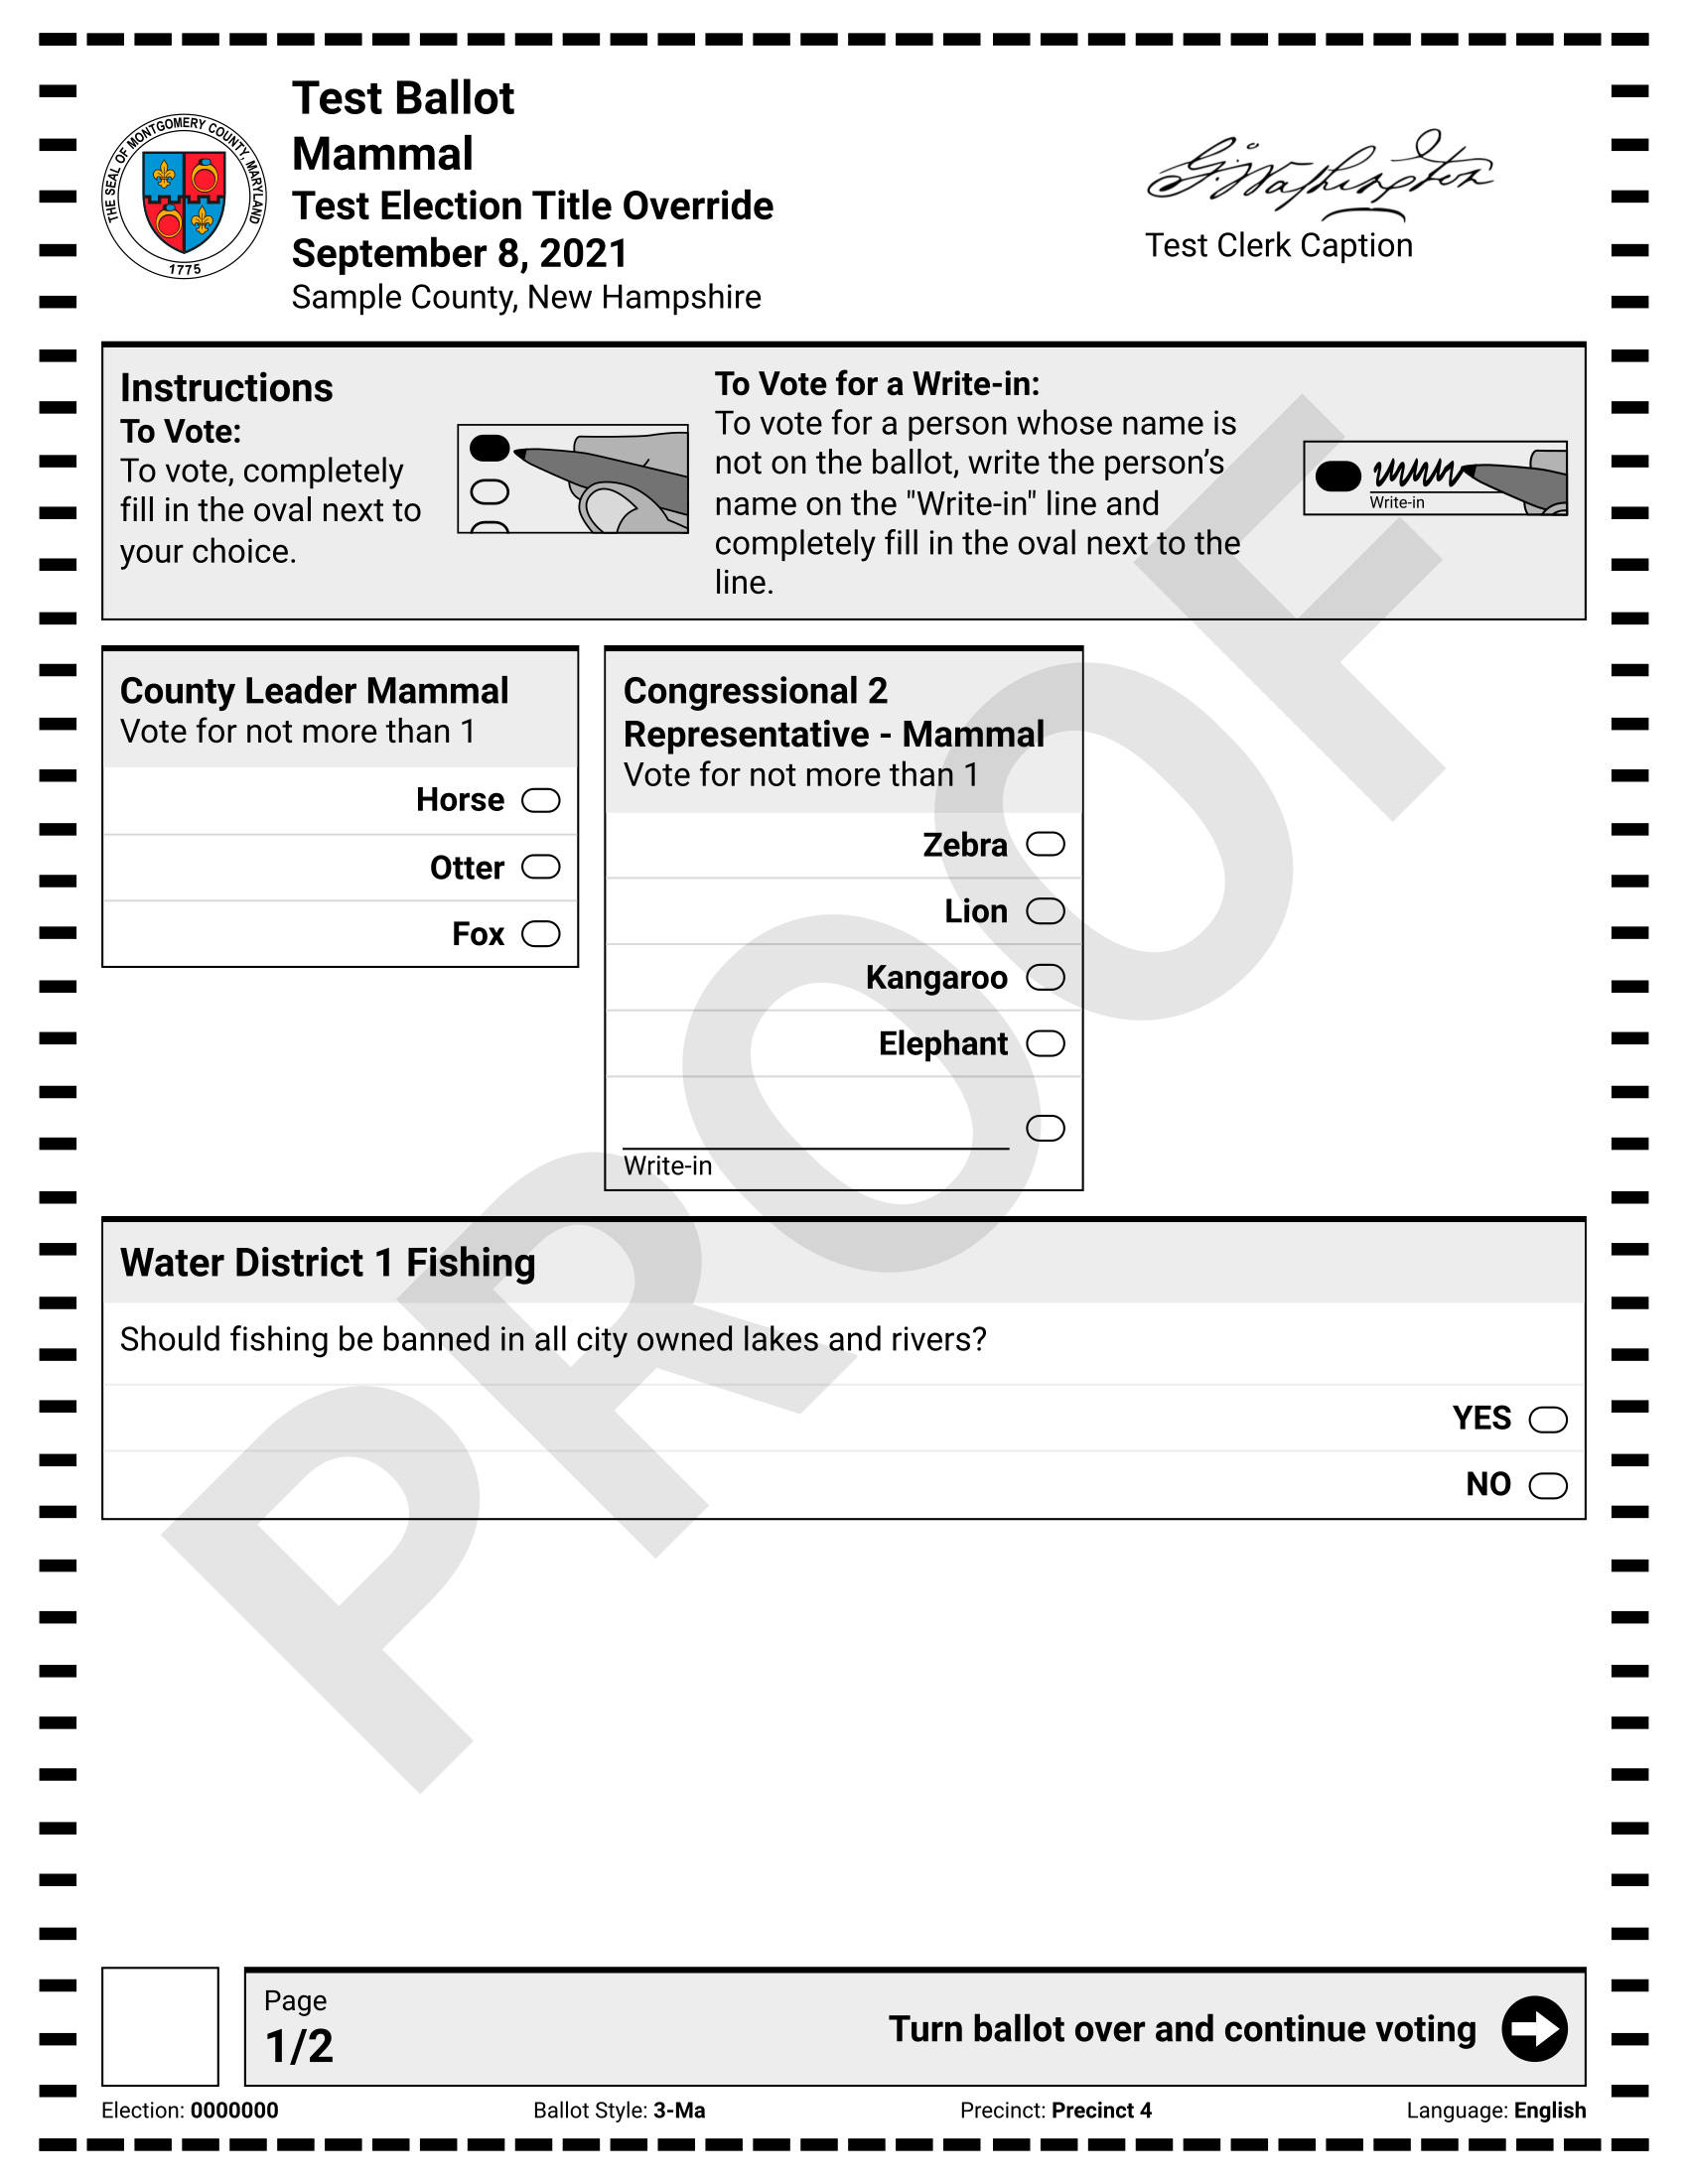 Test Ballot
Mammal
Test Election Title Override
September 8, 2021
Sample County, New Hampshire
THE SEAL OF MONTGOMERY COUNTY, MARYLAND
1775
G. Washington
Test Clerk Caption
Instructions
To Vote:
To vote, completely
fill in the oval next to
your choice.
To Vote for a Write-in:
To vote for a person whose name is
not on the ballot, write the person’s
name on the "Write-in" line and
completely fill in the oval next to the
line.
Write-in
County Leader Mammal
Vote for not more than 1
Horse
Otter
Fox
Congressional 2
Representative - Mammal
Vote for not more than 1
Zebra
Lion
Kangaroo
Elephant
Write-in
Water District 1 Fishing
Should fishing be banned in all city owned lakes and rivers?
YES
NO
PROOF
Page
1/2
Turn ballot over and continue voting
Election: 0000000
Ballot Style: 3-Ma
Precinct: Precinct 4
Language: English